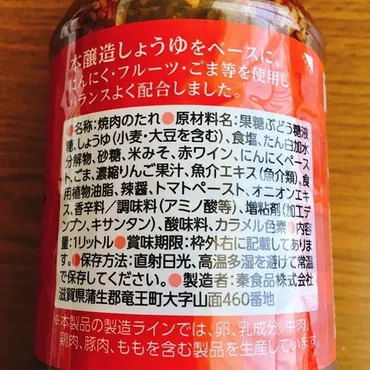 本醸造しょうゆをベースに、
にんにく・フルーツ・ごま等を使用し
バランスよく配合しました。
●名称：焼肉のたれ●原材料名：果糖ぶどう糖液
糖、しょうゆ（小麦・大豆を含む）、食塩、たん白加水
分解物、砂糖、米みそ、赤ワイン、にんにくペース
ト、ごま、濃縮りんご果汁、魚介エキス（魚介類）、食
用植物油脂、辣醤、トマトペースト、オニオンエキ
ス、香辛料／調味料（アミノ酸等）、増粘剤（加工デ
ンプン、キサンタン）、酸味料、カラメル色素●内容
量：1リットル●賞味期限：枠外右に記載してありま
す。●保存方法：直射日光、高温多湿を避けて常温
で保存してください。●製造者：秦食品株式会社
滋賀県蒲生郡竜王町大字山面460番地
※本製品の製造ラインでは、卵、乳成分、牛肉、
鶏肉、豚肉、ももを含む製品を生産しています。